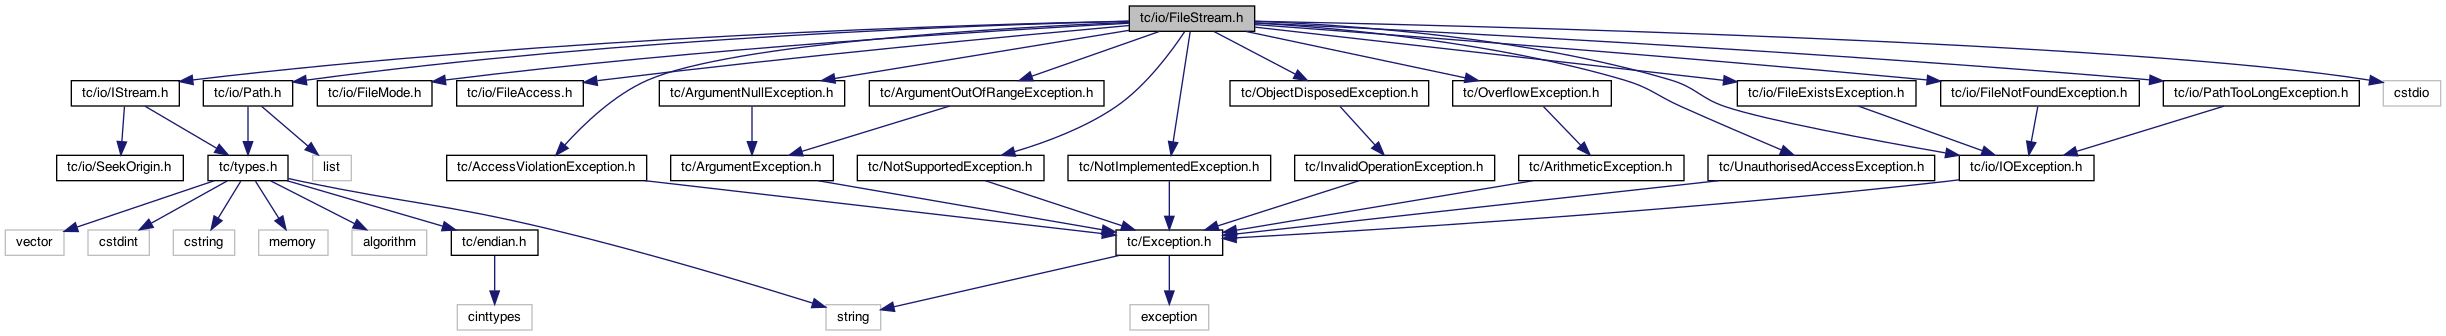 tc/io/FileStream.h
tc/io/IStream.h
tc/io/Path.h
tc/io/FileMode.h
tc/io/FileAccess.h
tc/ArgumentNullException.h
tc/ArgumentOutOfRangeException.h
tc/ObjectDisposedException.h
tc/OverflowException.h
tc/io/FileExistsException.h
tc/io/FileNotFoundException.h
tc/io/PathTooLongException.h
cstdio
tc/io/SeekOrigin.h
tc/types.h
list
tc/AccessViolationException.h
tc/ArgumentException.h
tc/NotSupportedException.h
tc/NotImplementedException.h
tc/InvalidOperationException.h
tc/ArithmeticException.h
tc/UnauthorisedAccessException.h
tc/io/IOException.h
vector
cstdint
cstring
memory
algorithm
tc/endian.h
tc/Exception.h
cinttypes
string
exception